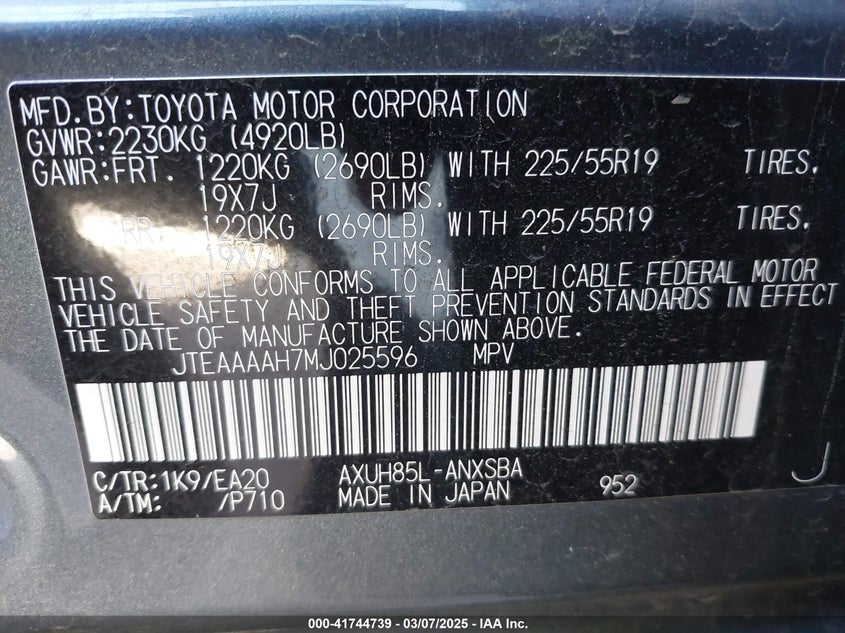 MFD.BY:TOYOTA MOTOR CORPORATION
GVWR:2230KG (4920LB)
GAWR:FRT. 1220KG (2690LB) WITH 225/55R19 TIRES.
19X7J RIMS.
RR. 1220KG (2690LB) WITH 225/55R19 TIRES.
19X7J RIMS.
THIS VEHICLE CONFORMS TO ALL APPLICABLE FEDERAL MOTOR
VEHICLE SAFETY AND THEFT PREVENTION STANDARDS IN EFFECT
THE DATE OF MANUFACTURE SHOWN ABOVE.
JTEAAAAH7MJ025596 MPV
C/TR:1K9/EA20 AXUH85L-ANXSBA
A/TM: /P710 MADE IN JAPAN 952
J
000-41744739 - 03/07/2025 - IAA Inc.